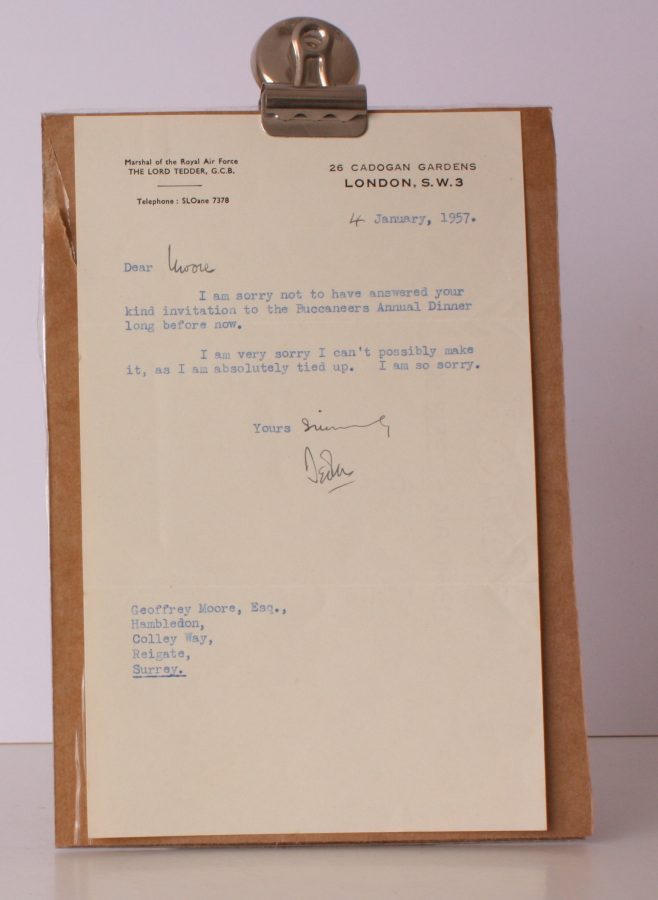 Marshal of the Royal Air Force
THE LORD TEDDER, G.C.B.
Telephone : SLOane 7378
26 CADOGAN GARDENS
LONDON, S.W.3
4 January, 1957.
Dear Moore
I am sorry not to have answered your
kind invitation to the Buccaneers Annual Dinner
long before now.
I am very sorry I can't possibly make
it, as I am absolutely tied up. I am so sorry.
Yours sincerely
Tedder
Geoffrey Moore, Esq.,
Hambledon,
Colley Way,
Reigate,
Surrey.